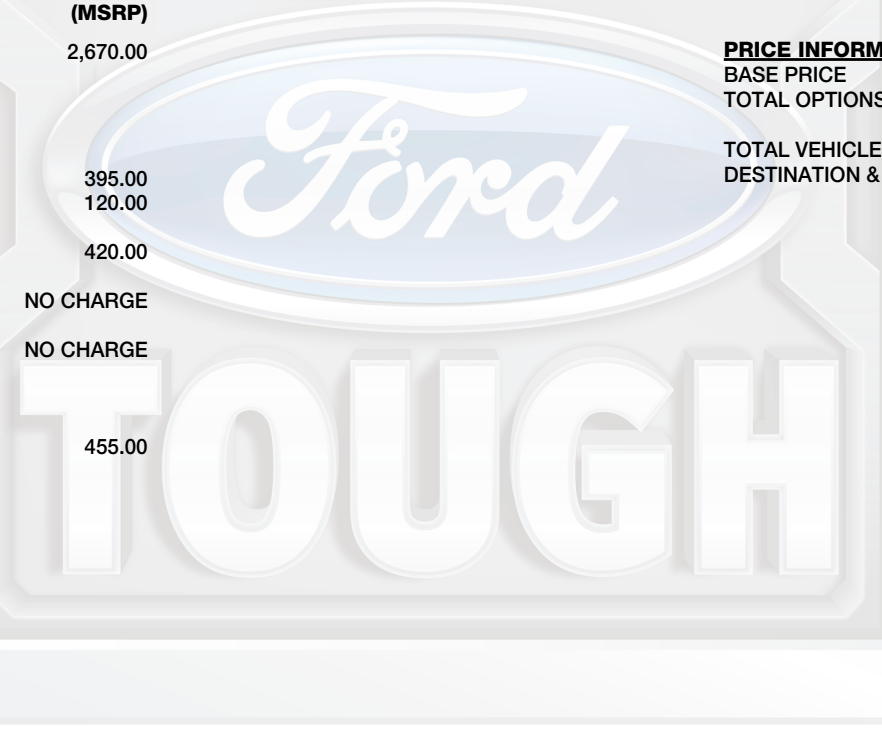 (MSRP)
2,670.00
395.00
120.00
420.00
NO CHARGE
NO CHARGE
455.00
PRICE INFORM
BASE PRICE
TOTAL OPTIONS
TOTAL VEHICLE
DESTINATION &
Ford
TOUGH